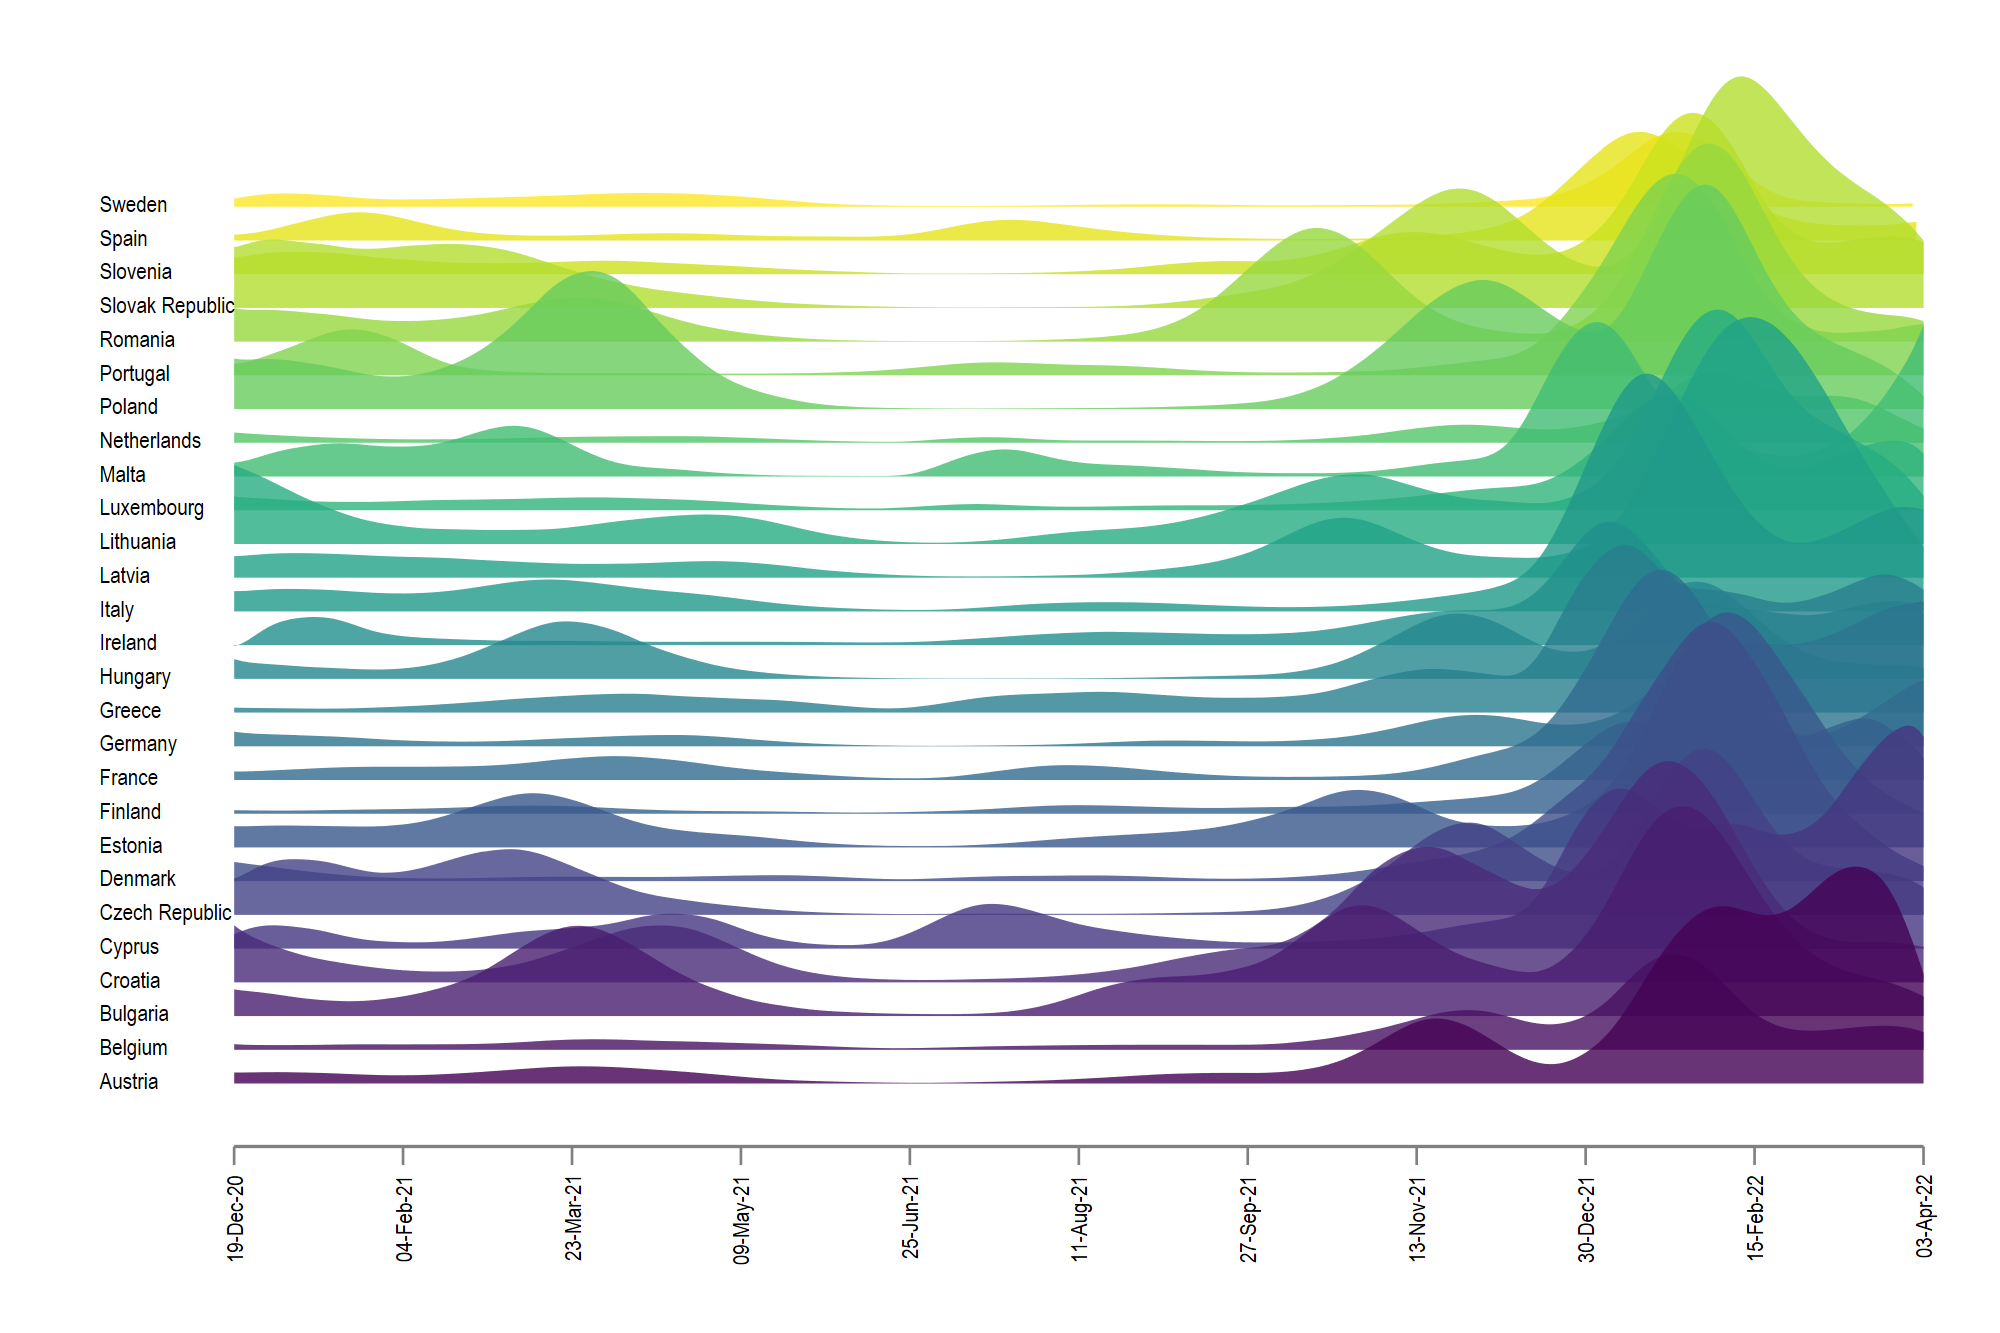 Sweden
Spain
Slovenia
Slovak Republic
Romania
Portugal
Poland
Netherlands
Malta
Luxembourg
Lithuania
Latvia
Italy
Ireland
Hungary
Greece
Germany
France
Finland
Estonia
Denmark
Czech Republic
Cyprus
Croatia
Bulgaria
Belgium
Austria
19-Dec-20
04-Feb-21
23-Mar-21
09-May-21
25-Jun-21
11-Aug-21
27-Sep-21
13-Nov-21
30-Dec-21
15-Feb-22
03-Apr-22